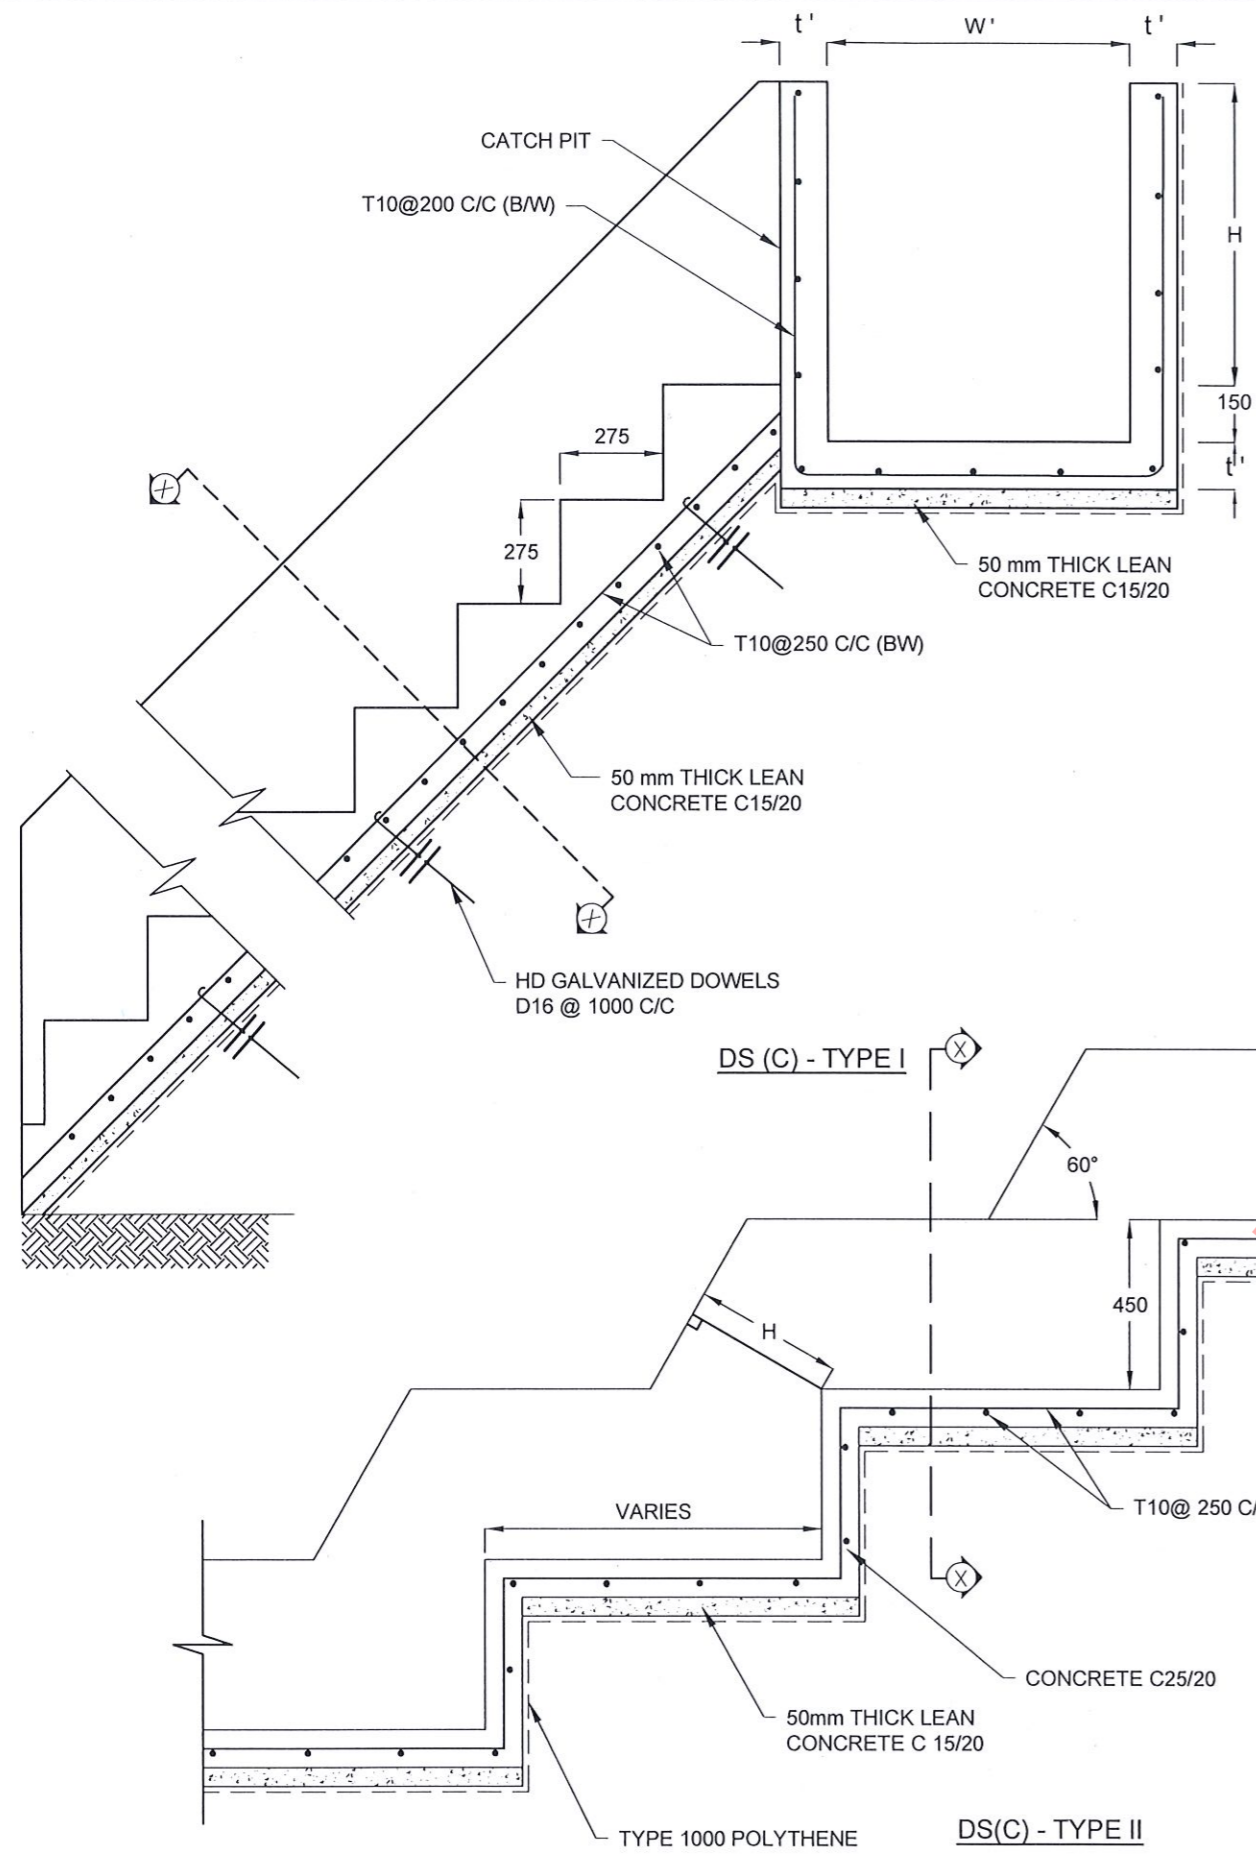 t' W' t'
CATCH PIT
T10@200 C/C (B/W)
H
275
150
t'
275
50 mm THICK LEAN
CONCRETE C15/20
T10@250 C/C (BW)
50 mm THICK LEAN
CONCRETE C15/20
HD GALVANIZED DOWELS
D16 @ 1000 C/C
DS (C) - TYPE I
X
60°
450
H
VARIES
T10@ 250 C/
X
CONCRETE C25/20
50mm THICK LEAN
CONCRETE C 15/20
TYPE 1000 POLYTHENE
DS(C) - TYPE II